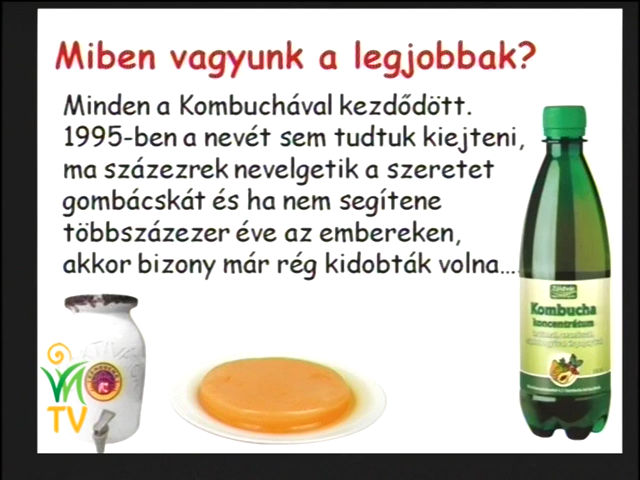 Miben vagyunk a legjobbak?
Minden a Kombuchával kezdődött.
1995-ben a nevét sem tudtuk kiejteni,
ma százezrek nevelgetik a szeretet
gombácskát és ha nem segítene
többszázezer éve az embereken,
akkor bizony már rég kidobták volna....
Kombucha
koncentrátum
TV